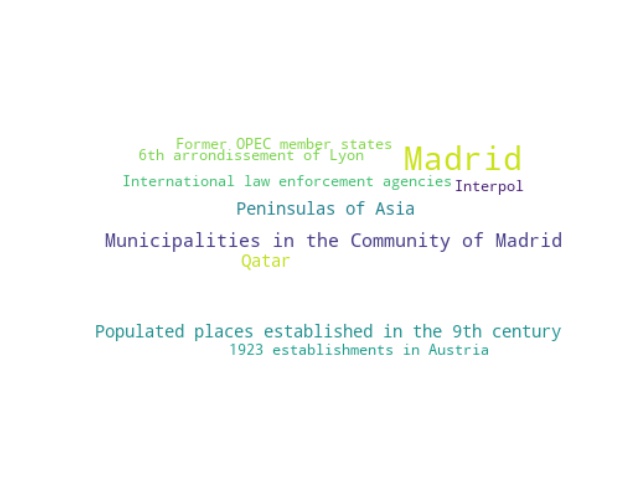 Former OPEC member states
6th arrondissement of Lyon
Madrid
International law enforcement agencies
Interpol
Peninsulas of Asia
Municipalities in the Community of Madrid
Qatar
Populated places established in the 9th century
1923 establishments in Austria